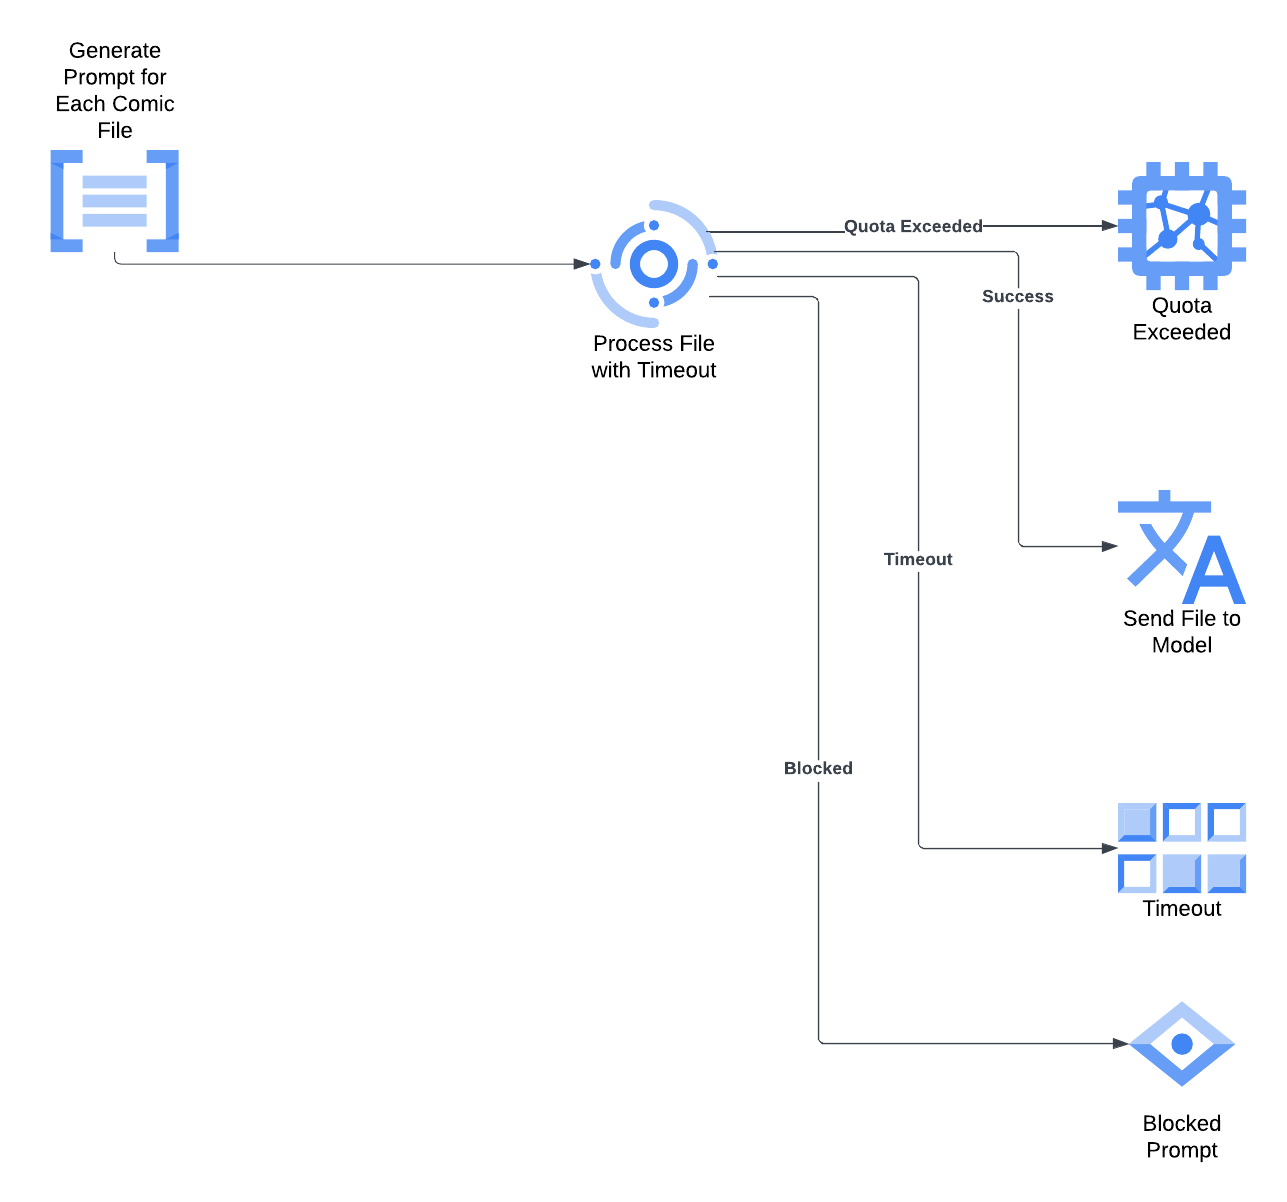 Generate
Prompt for
Each Comic
File
Process File
with Timeout
Quota Exceeded
Success
Timeout
Blocked
Quota
Exceeded
Send File to
Model
Timeout
Blocked
Prompt